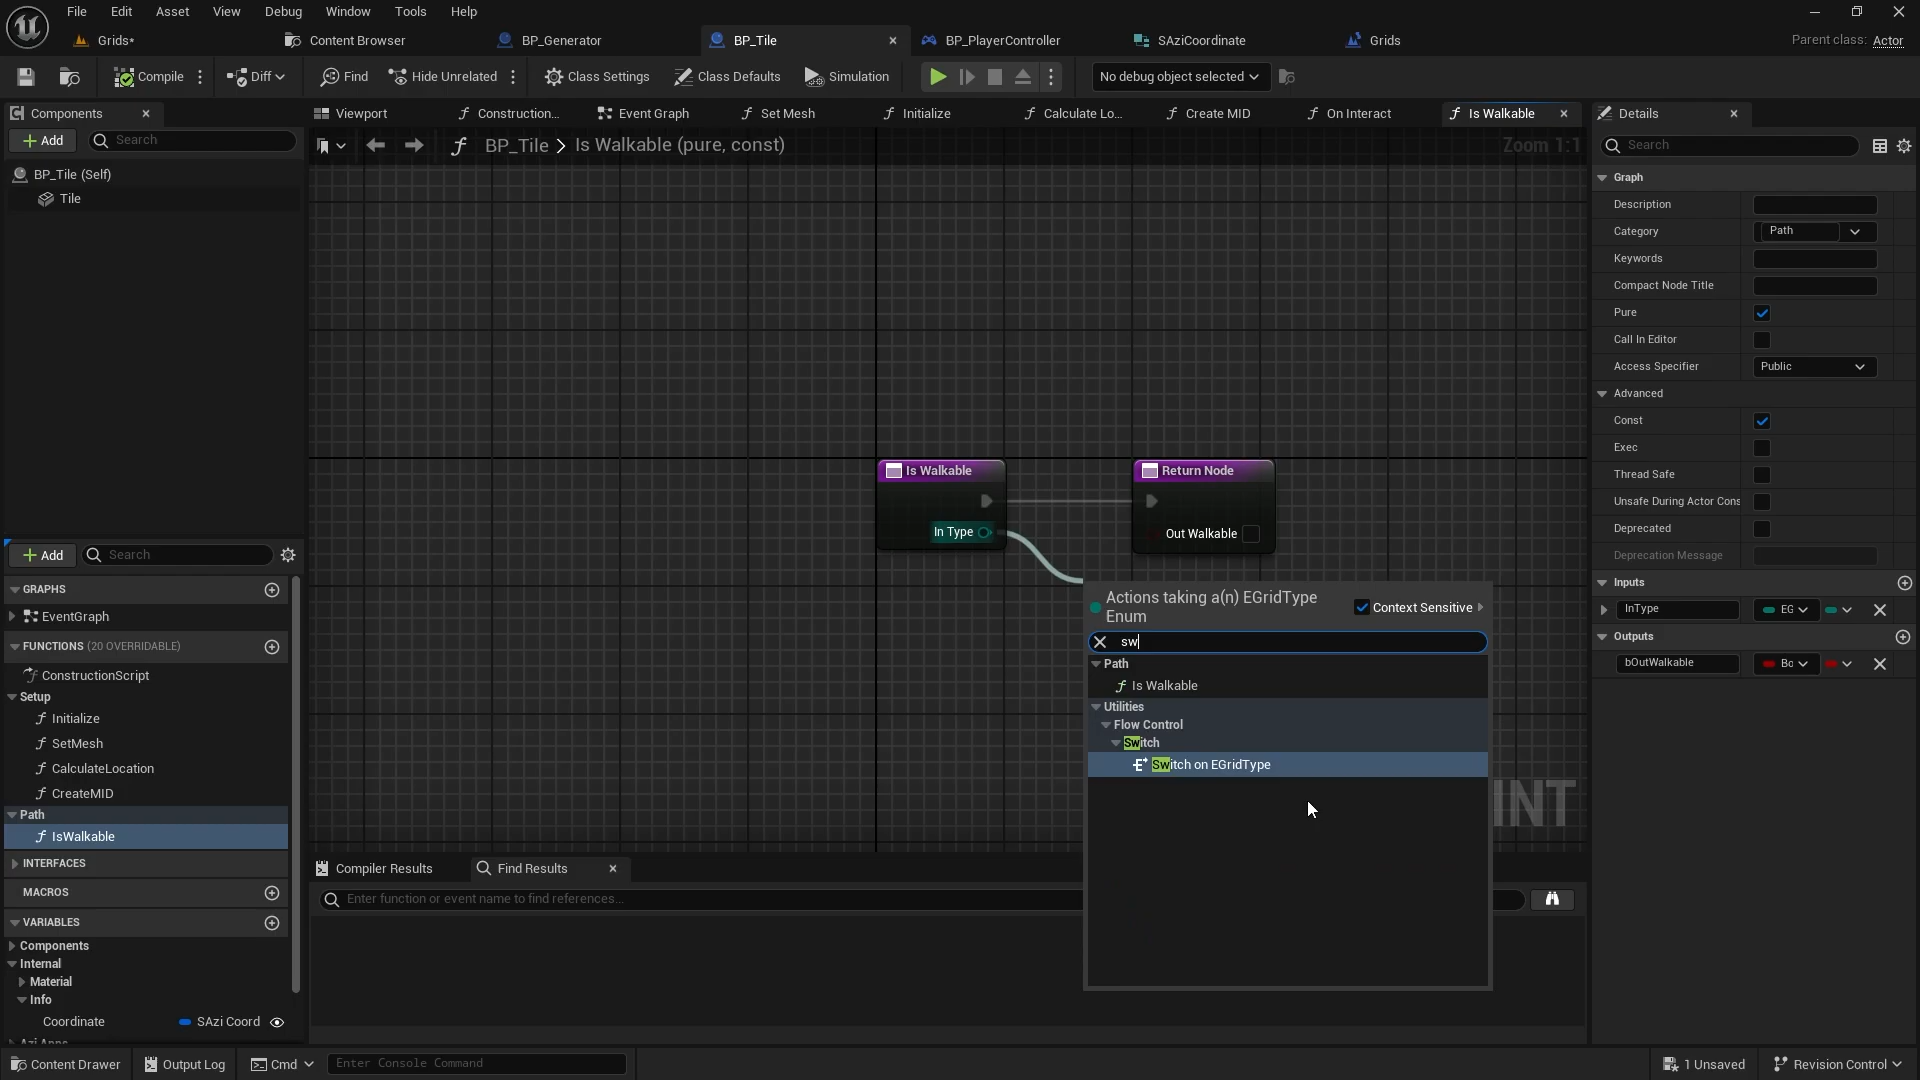 File Edit Asset View Debug Window Tools Help
Grids* Content Browser BP_Generator BP_Tile BP_PlayerController SAziCoordinate Grids Parent class: Actor
Compile Diff Find Hide Unrelated Class Settings Class Defaults Simulation No debug object selected
Components
Add Search
BP_Tile (Self)
Tile
Viewport Construction... Event Graph Set Mesh Initialize Calculate Lo... Create MID On Interact Is Walkable
BP_Tile > Is Walkable (pure, const) Zoom 1:1
Is Walkable
In Type
Return Node
Out Walkable
Actions taking a(n) EGridType
Enum
Context Sensitive
sw
Path
Is Walkable
Utilities
Flow Control
Switch
Switch on EGridType
INT
Add Search
GRAPHS
EventGraph
FUNCTIONS (20 OVERRIDABLE)
ConstructionScript
Setup
Initialize
SetMesh
CalculateLocation
CreateMID
Path
IsWalkable
INTERFACES
MACROS
VARIABLES
Components
Internal
Material
Info
Coordinate SAzi Coord
Compiler Results Find Results
Enter function or event name to find references...
Details
Search
Graph
Description
Category Path
Keywords
Compact Node Title
Pure
Call In Editor
Access Specifier Public
Advanced
Const
Exec
Thread Safe
Unsafe During Actor Cons
Deprecated
Deprecation Message
Inputs
InType EG
Outputs
bOutWalkable Bo
Content Drawer Output Log Cmd Enter Console Command 1 Unsaved Revision Control